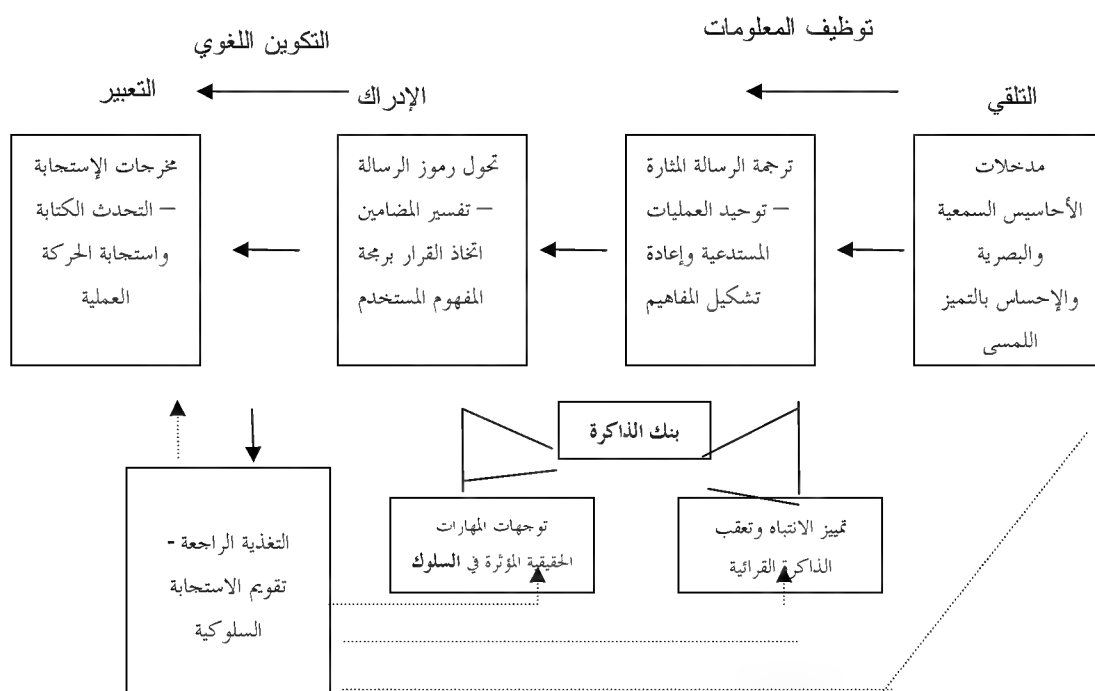 توظيف المعلومات
التكوين اللغوي
التلقي
الإدراك
التعبير
مدخلات
الأحاسيس السمعية
والبصرية
والإحساس بالتميز
اللمسى
ترجمة الرسالة المثارة
– توحيد العمليات
المستدعية وإعادة
تشكيل المفاهيم
تحول رموز الرسالة
– تفسير المضامين
اتخاذ القرار برمجة
المفهوم المستخدم
مخرجات الإستجابة
– التحدث الكتابة
واستجابة الحركة
العملية
بنك الذاكرة
تمييز الانتباه وتعقب
الذاكرة القرائية
توجهات المهارات
الحقيقية المؤثرة في السلوك
التغذية الراجعة -
تقويم الاستجابة
السلوكية